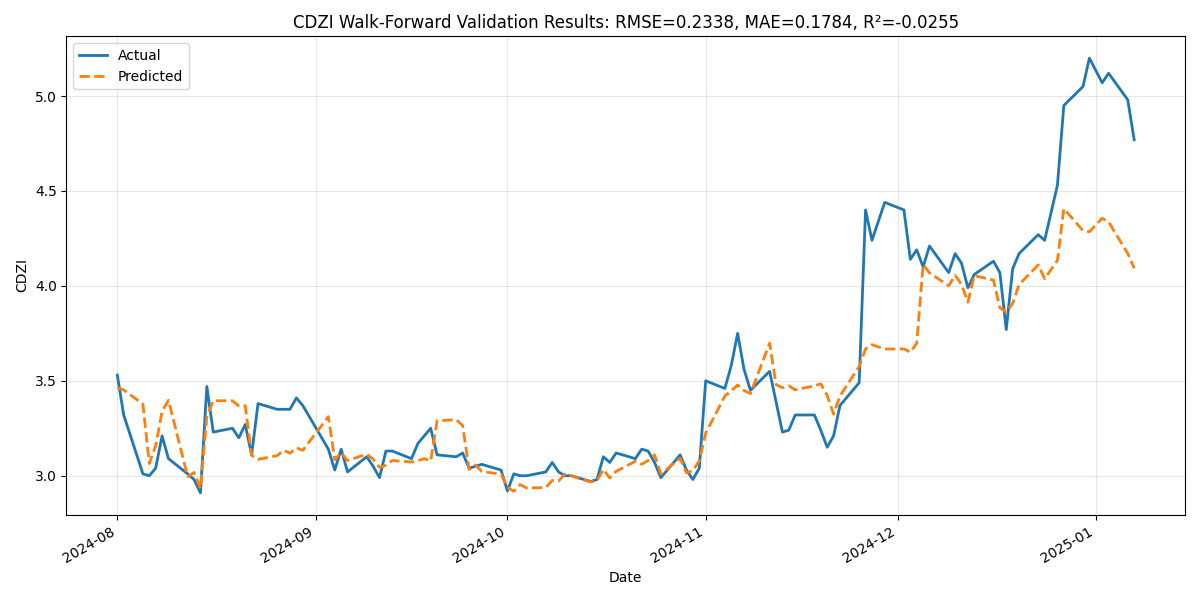 CDZI Walk-Forward Validation Results: RMSE=0.2338, MAE=0.1784, R²=-0.0255
Actual
Predicted
5.0
4.5
4.0
3.5
3.0
CDZI
2024-08
2024-09
2024-10
2024-11
2024-12
2025-01
Date